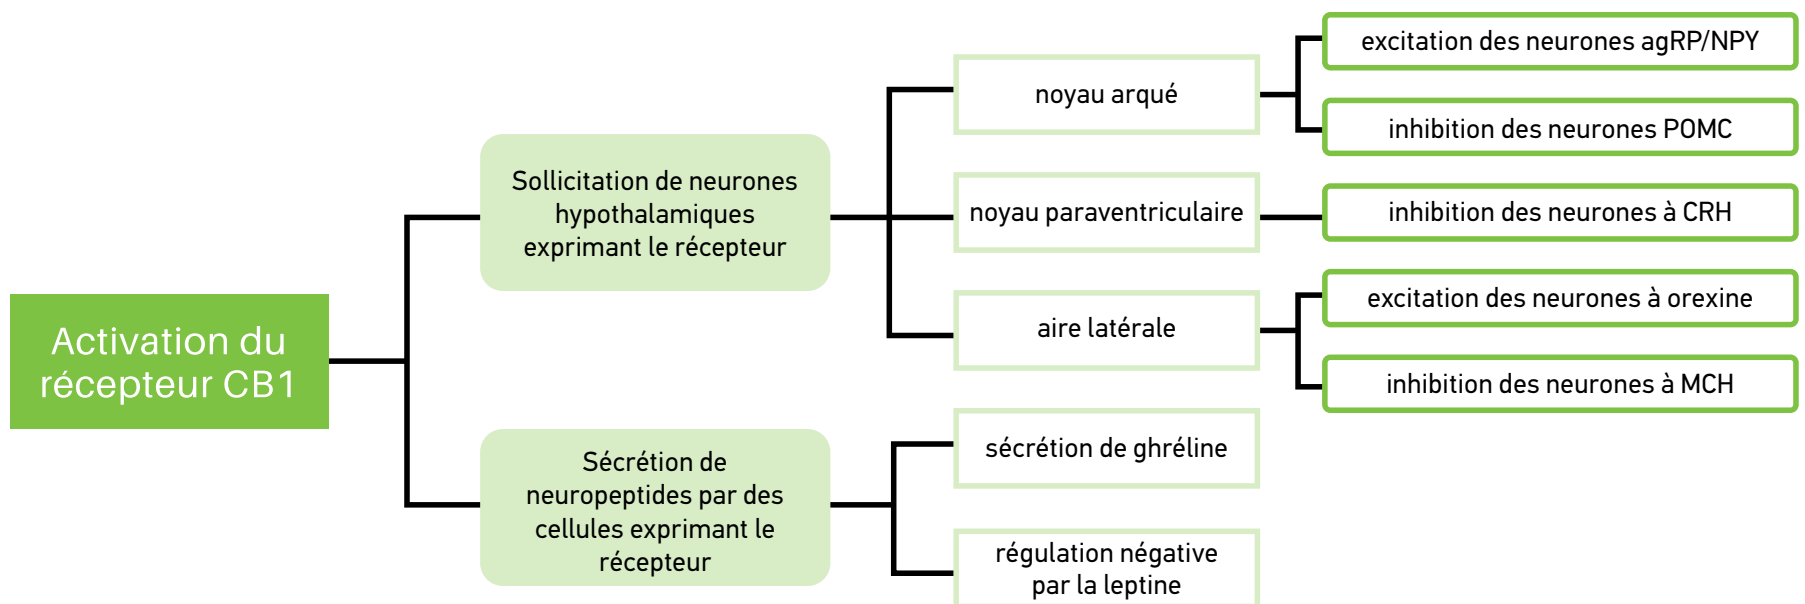 Activation du
récepteur CB1
Sollicitation de neurones
hypothalamiques
exprimant le récepteur
noyau arqué
excitation des neurones agRP/NPY
inhibition des neurones POMC
noyau paraventriculaire
inhibition des neurones à CRH
aire latérale
excitation des neurones à orexine
inhibition des neurones à MCH
Sécrétion de
neuropeptides par des
cellules exprimant le
récepteur
sécrétion de ghréline
régulation négative
par la leptine